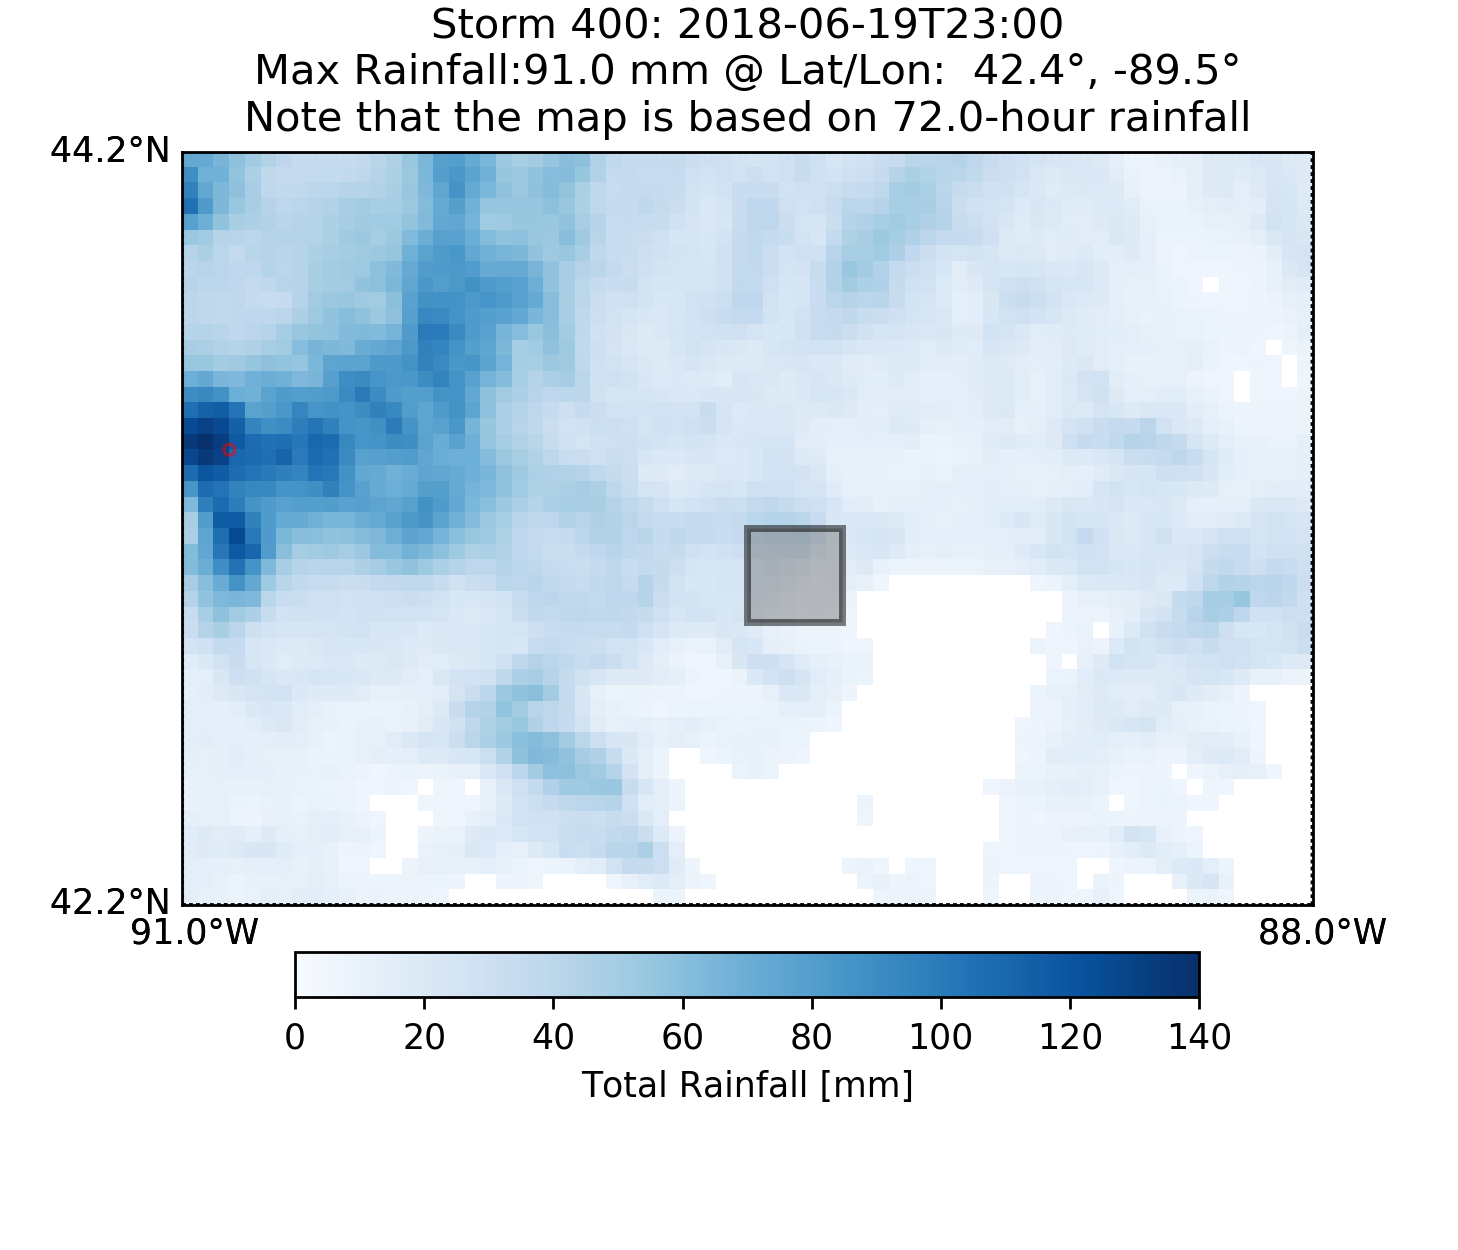 Storm 400: 2018-06-19T23:00
Max Rainfall:91.0 mm @ Lat/Lon:  42.4°, -89.5°
Note that the map is based on 72.0-hour rainfall
44.2°N
42.2°N
91.0°W
88.0°W
0 20 40 60 80 100 120 140
Total Rainfall [mm]